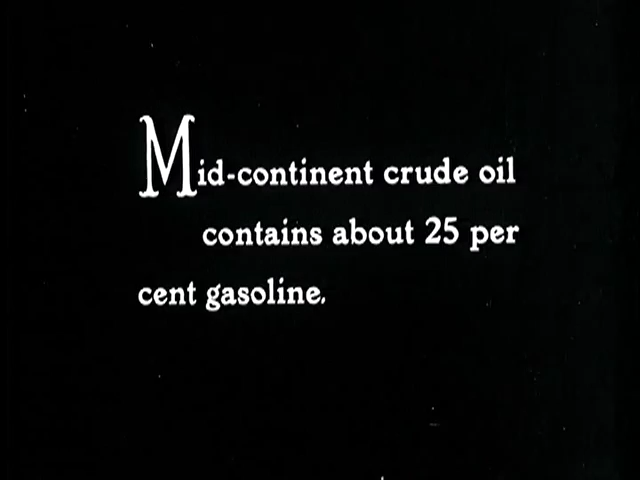 Mid-continent crude oil
contains about 25 per
cent gasoline.